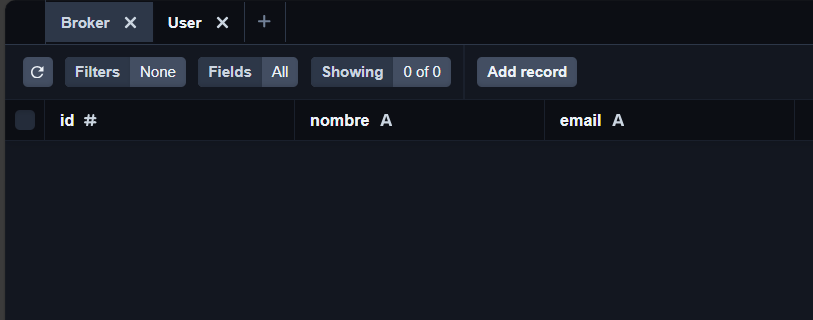 Broker × User × +
Filters None Fields All Showing 0 of 0 Add record
id # nombre A email A